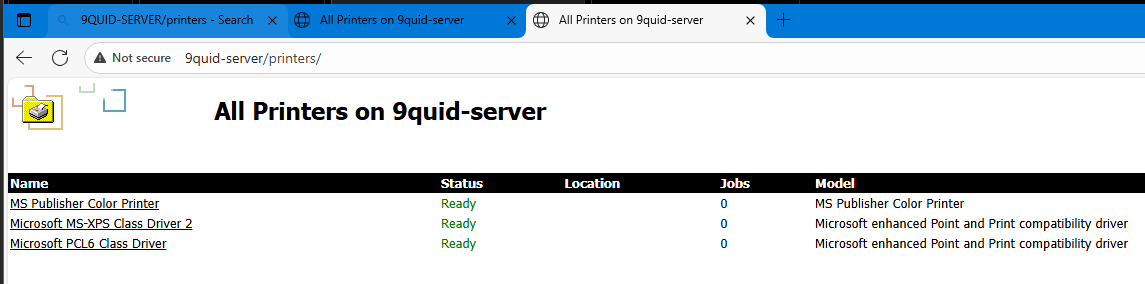 9QUID-SERVER/printers - Search All Printers on 9quid-server All Printers on 9quid-server
Not secure 9quid-server/printers/
All Printers on 9quid-server
Name Status Location Jobs Model
MS Publisher Color Printer Ready 0 MS Publisher Color Printer
Microsoft MS-XPS Class Driver 2 Ready 0 Microsoft enhanced Point and Print compatibility driver
Microsoft PCL6 Class Driver Ready 0 Microsoft enhanced Point and Print compatibility driver